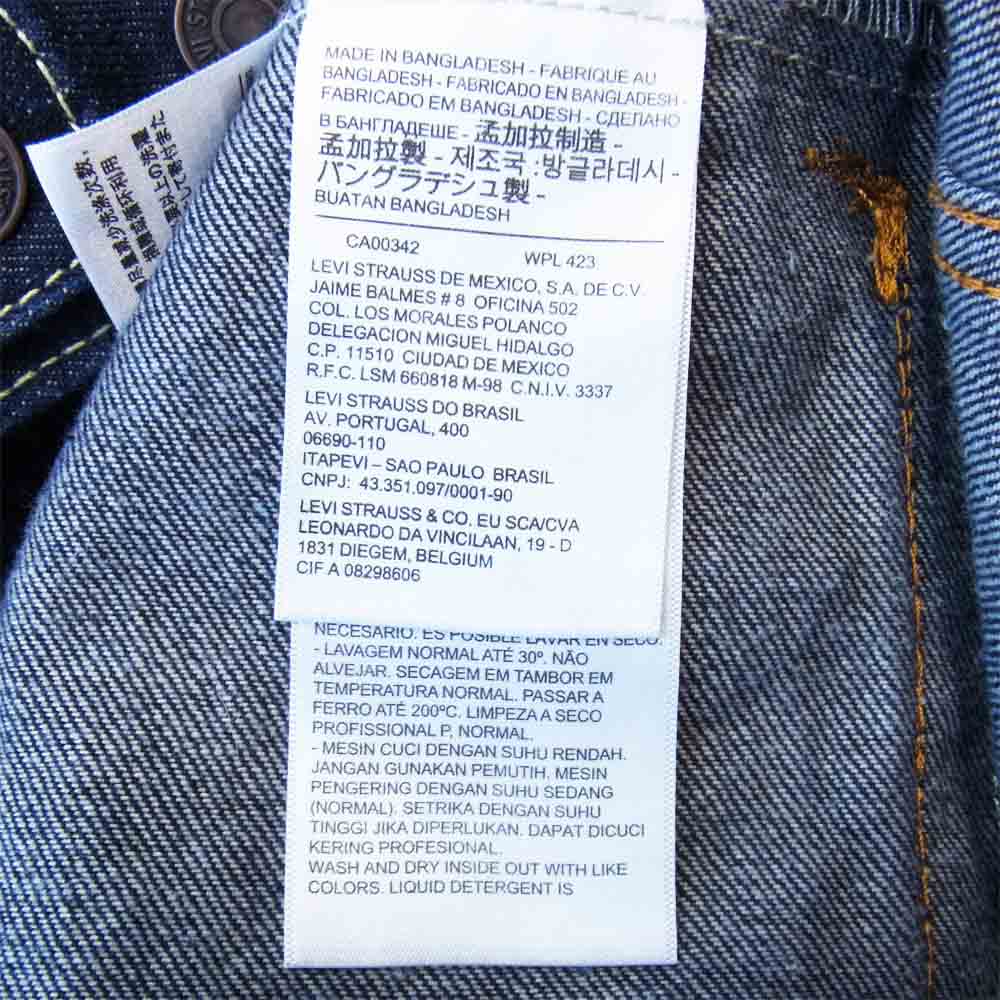 MADE IN BANGLADESH - FABRIQUE AU
BANGLADESH - FABRICADO EN BANGLADESH -
FABRICADO EM BANGLADESH - СДЕЛАНО
В БАНГЛАДЕШЕ - 孟加拉制造 -
孟加拉製 - 제조국 :방글라데시 -
バングラデシュ製 -
BUATAN BANGLADESH
CA00342 WPL 423
LEVI STRAUSS DE MEXICO, S.A. DE C.V.
JAIME BALMES # 8 OFICINA 502
COL. LOS MORALES POLANCO
DELEGACION MIGUEL HIDALGO
C.P. 11510 CIUDAD DE MEXICO
R.F.C. LSM 660818 M-98 C.N.I.V. 3337
LEVI STRAUSS DO BRASIL
AV. PORTUGAL, 400
06690-110
ITAPEVI – SAO PAULO BRASIL
CNPJ: 43.351.097/0001-90
LEVI STRAUSS & CO. EU SCA/CVA
LEONARDO DA VINCILAAN, 19 - D
1831 DIEGEM, BELGIUM
CIF A 08298606
NECESARIO. ES POSIBLE LAVAR EN SECO.
- LAVAGEM NORMAL ATÉ 30º. NÃO
ALVEJAR. SECAGEM EM TAMBOR EM
TEMPERATURA NORMAL. PASSAR A
FERRO ATÉ 200ºC. LIMPEZA A SECO
PROFISSIONAL P, NORMAL.
- MESIN CUCI DENGAN SUHU RENDAH.
JANGAN GUNAKAN PEMUTIH. MESIN
PENGERING DENGAN SUHU SEDANG
(NORMAL). SETRIKA DENGAN SUHU
TINGGI JIKA DIPERLUKAN. DAPAT DICUCI
KERING PROFESIONAL.
WASH AND DRY INSIDE OUT WITH LIKE
COLORS. LIQUID DETERGENT IS